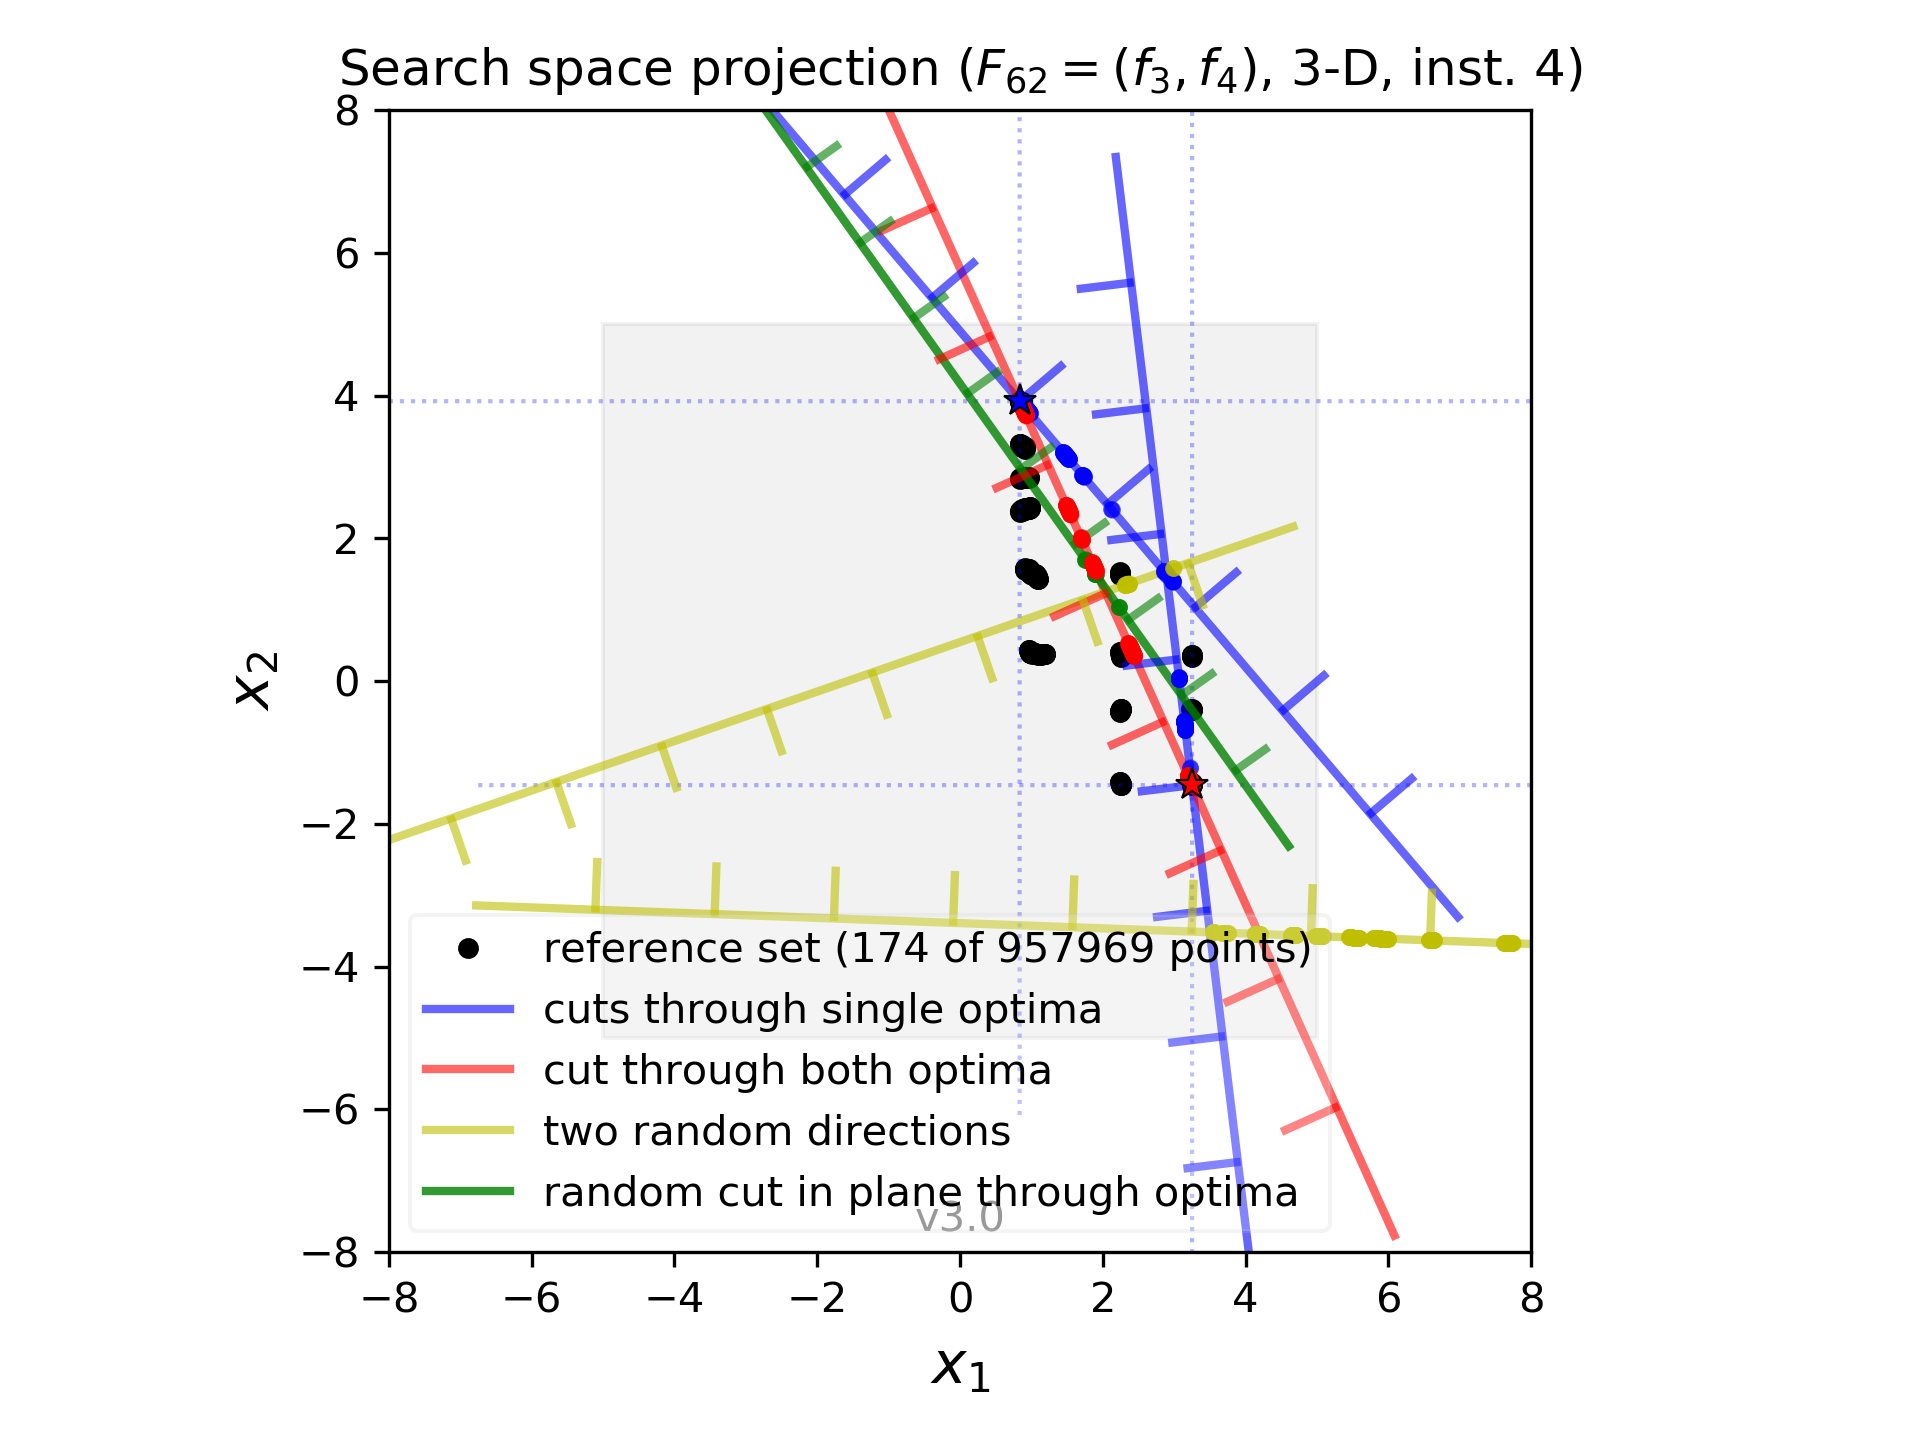 Search space projection (F₆₂ = (f₃, f₄), 3-D, inst. 4)
8
6
4
2
0
−2
−4
−6
−8
x₂
reference set (174 of 957969 points)
cuts through single optima
cut through both optima
two random directions
random cut in plane through optima
v3.0
−8 −6 −4 −2 0 2 4 6 8
x₁